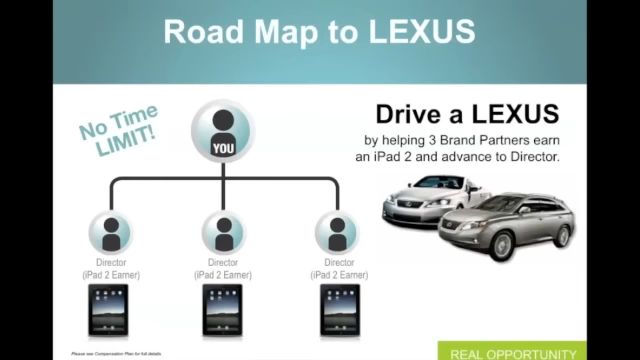 Road Map to LEXUS
No Time
LIMIT!
YOU
Drive a LEXUS
by helping 3 Brand Partners earn
an iPad 2 and advance to Director.
Director
(iPad 2 Earner)
Director
(iPad 2 Earner)
Director
(iPad 2 Earner)
Please see Compensation Plan for full details.
REAL OPPORTUNITY